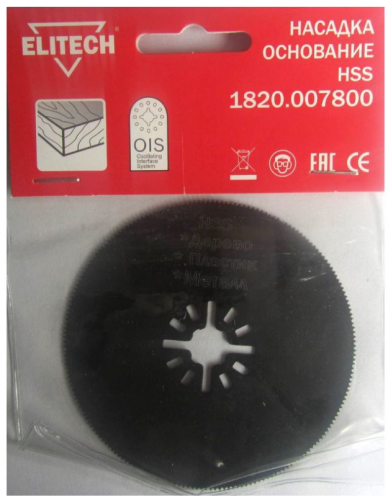 ELITECH
НАСАДКА
ОСНОВАНИЕ
HSS
1820.007800
OIS
Oscillating
Interface
System
EAC CE
HSS
*Дерево
*Пластик
*Металл